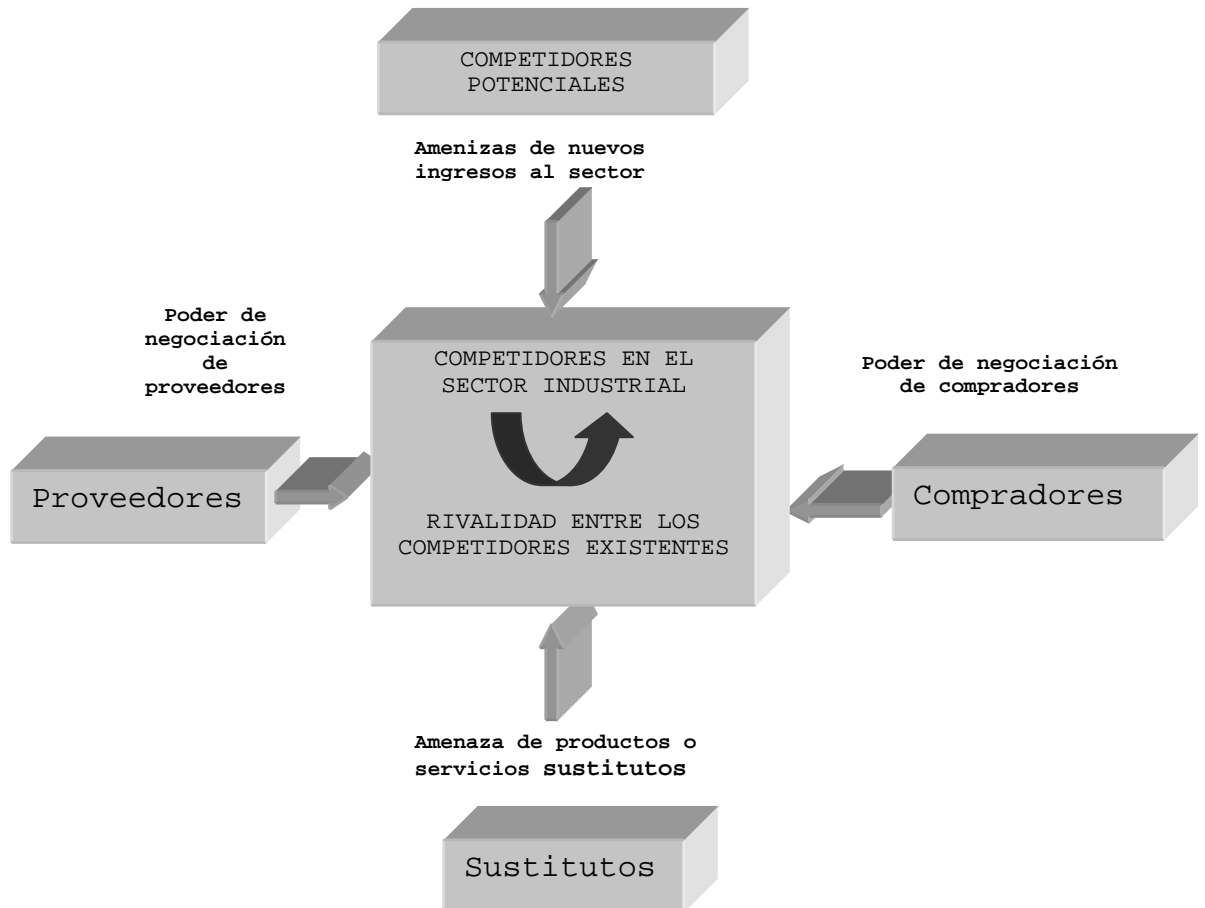 COMPETIDORES
POTENCIALES
Amenizas de nuevos
ingresos al sector
Poder de
negociación
de
proveedores
COMPETIDORES EN EL
SECTOR INDUSTRIAL
Poder de negociación
de compradores
Proveedores
Compradores
RIVALIDAD ENTRE LOS
COMPETIDORES EXISTENTES
Amenaza de productos o
servicios sustitutos
Sustitutos